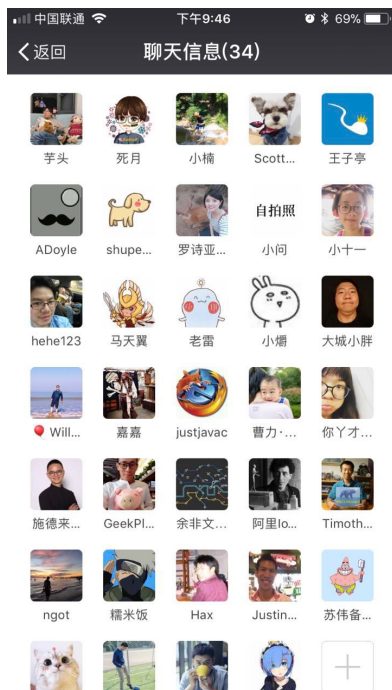 中国联通 下午9:46 69%
返回 聊天信息(34)
芋头 死月 小楠 Scott... 王子亭
自拍照
ADoyle shupe... 罗诗亚... 小问 小十一
hehe123 马天翼 老雷 小爝 大城小胖
Will... 嘉嘉 justjavac 曹力·... 你丫才...
施德来... GeekPl... 余非文... 阿里lo... Timoth...
ngot 糯米饭 Hax Justin... 苏伟备...